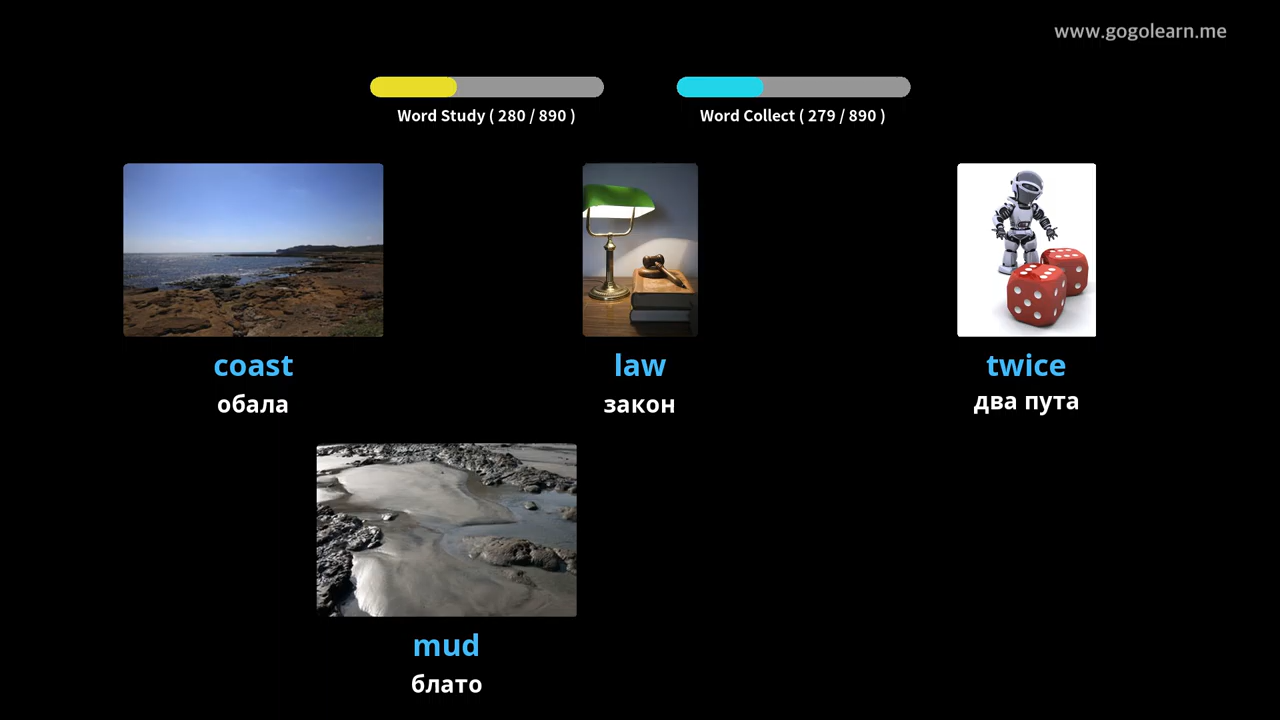 www.gogolearn.me
Word Study ( 280 / 890 )
Word Collect ( 279 / 890 )
coast
обала
law
закон
twice
два пута
mud
блато